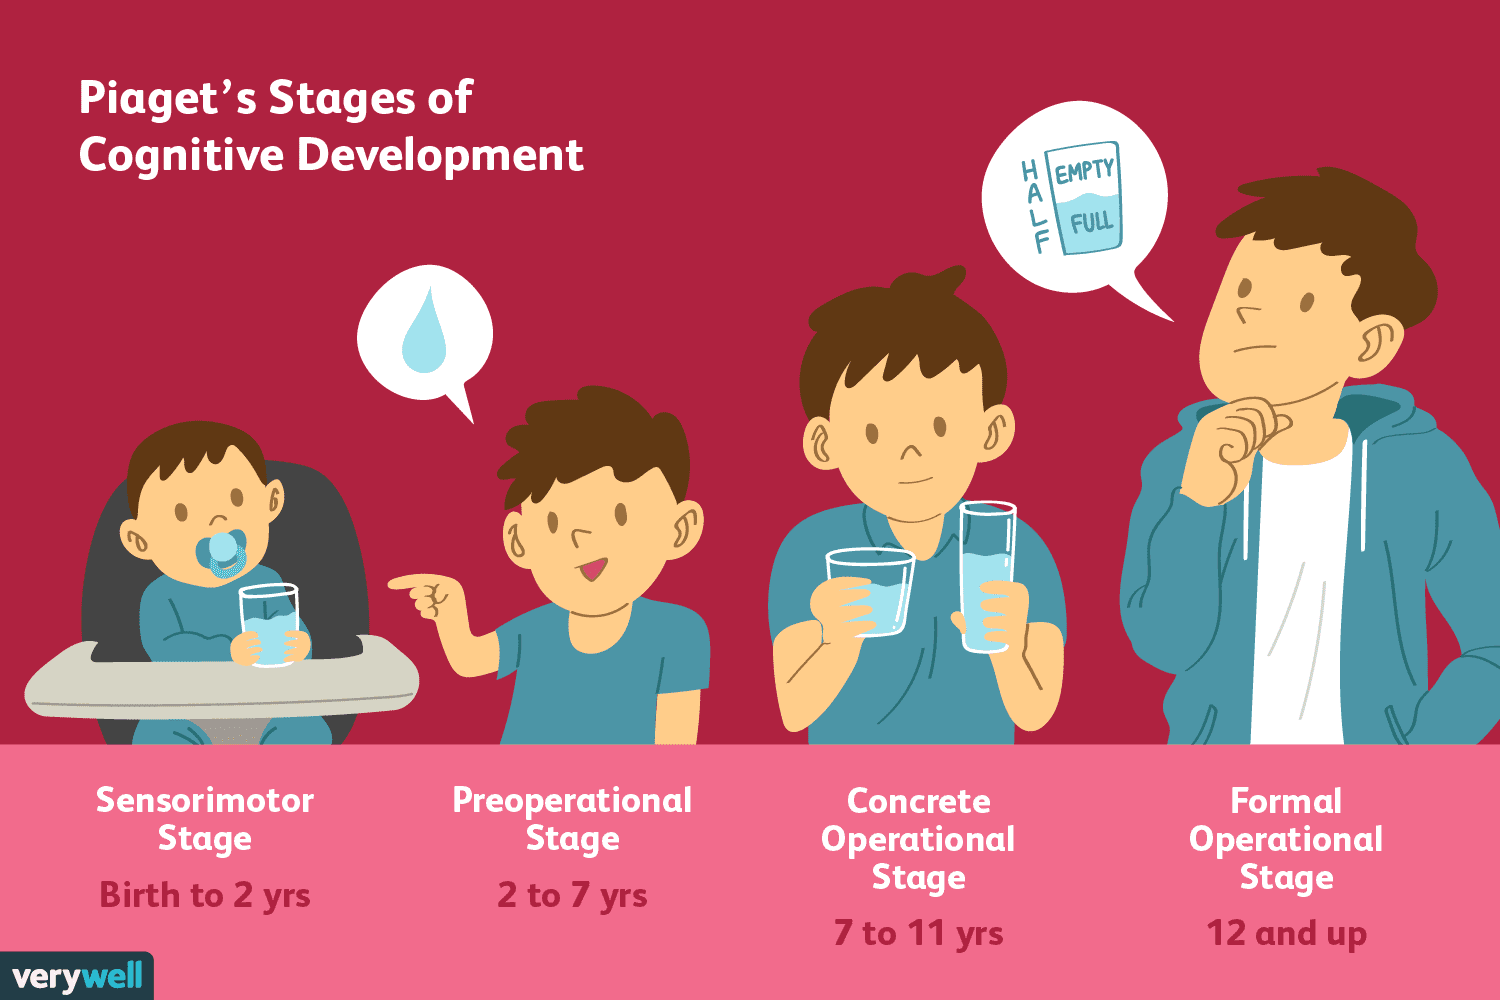 Piaget’s Stages of
Cognitive Development
HALF
EMPTY
FULL
Sensorimotor
Stage
Birth to 2 yrs
Preoperational
Stage
2 to 7 yrs
Concrete
Operational
Stage
7 to 11 yrs
Formal
Operational
Stage
12 and up
verywell